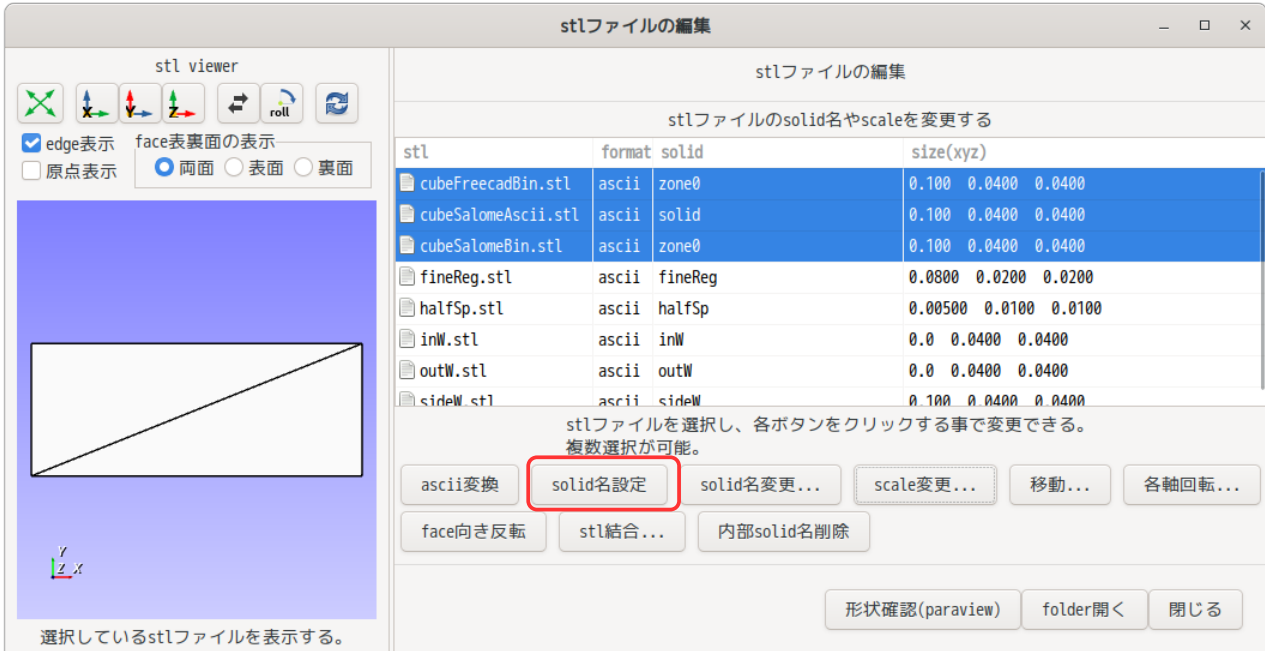 stlファイルの編集
stl viewer
X
Y
Z
roll
edge表示
原点表示
face表裏面の表示
両面 表面 裏面
Y
Z X
選択しているstlファイルを表示する。
stlファイルの編集
stlファイルのsolid名やscaleを変更する
stl format solid size(xyz)
cubeFreecadBin.stl ascii zone0 0.100 0.0400 0.0400
cubeSalomeAscii.stl ascii solid 0.100 0.0400 0.0400
cubeSalomeBin.stl ascii zone0 0.100 0.0400 0.0400
fineReg.stl ascii fineReg 0.0800 0.0200 0.0200
halfSp.stl ascii halfSp 0.00500 0.0100 0.0100
inW.stl ascii inW 0.0 0.0400 0.0400
outW.stl ascii outW 0.0 0.0400 0.0400
sideW.stl ascii sideW 0.100 0.0400 0.0400
stlファイルを選択し、各ボタンをクリックする事で変更できる。
複数選択が可能。
ascii変換 solid名設定 solid名変更... scale変更... 移動... 各軸回転...
face向き反転 stl結合... 内部solid名削除
形状確認(paraview) folder開く 閉じる